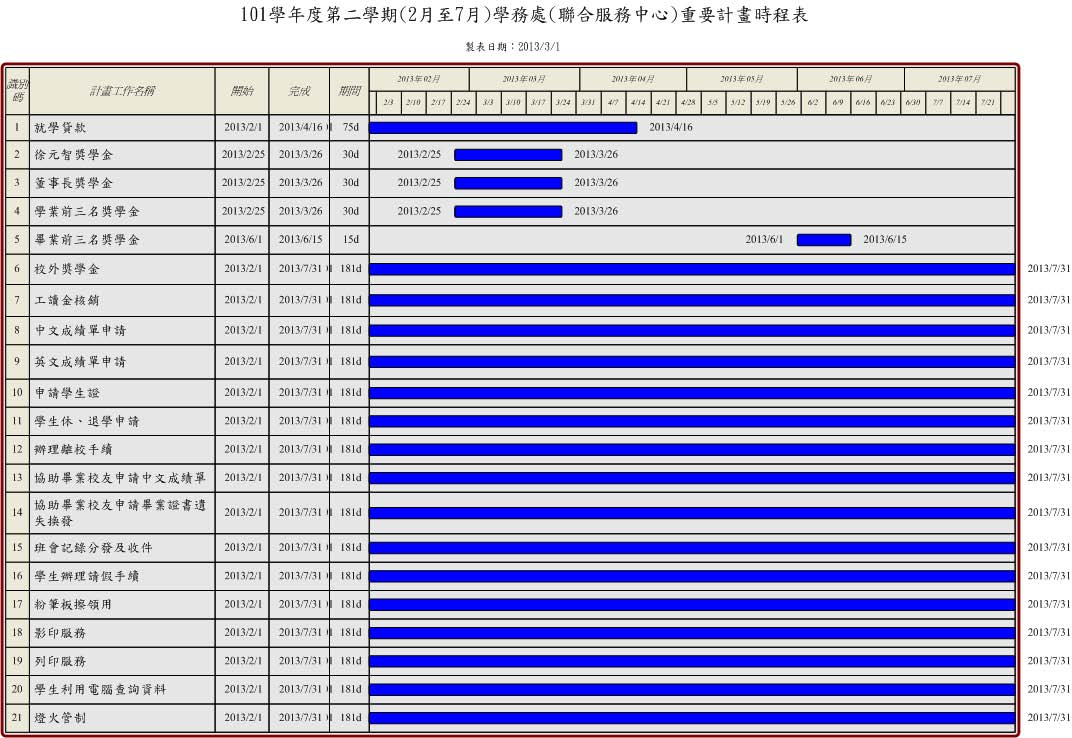 101學年度第二學期(2月至7月)學務處(聯合服務中心)重要計畫時程表
製表日期：2013/3/1
識別碼 計畫工作名稱 開始 完成 期間 2013年02月 2013年03月 2013年04月 2013年05月 2013年06月 2013年07月
2/3 2/10 2/17 2/24 3/3 3/10 3/17 3/24 3/31 4/7 4/14 4/21 4/28 5/5 5/12 5/19 5/26 6/2 6/9 6/16 6/23 6/30 7/7 7/14 7/21
1 就學貸款 2013/2/1 2013/4/16 75d 2013/4/16
2 徐元智獎學金 2013/2/25 2013/3/26 30d 2013/2/25 2013/3/26
3 董事長獎學金 2013/2/25 2013/3/26 30d 2013/2/25 2013/3/26
4 學業前三名獎學金 2013/2/25 2013/3/26 30d 2013/2/25 2013/3/26
5 畢業前三名獎學金 2013/6/1 2013/6/15 15d 2013/6/1 2013/6/15
6 校外獎學金 2013/2/1 2013/7/31 181d 2013/7/31
7 工讀金核銷 2013/2/1 2013/7/31 181d 2013/7/31
8 中文成績單申請 2013/2/1 2013/7/31 181d 2013/7/31
9 英文成績單申請 2013/2/1 2013/7/31 181d 2013/7/31
10 申請學生證 2013/2/1 2013/7/31 181d 2013/7/31
11 學生休、退學申請 2013/2/1 2013/7/31 181d 2013/7/31
12 辦理離校手續 2013/2/1 2013/7/31 181d 2013/7/31
13 協助畢業校友申請中文成績單 2013/2/1 2013/7/31 181d 2013/7/31
14 協助畢業校友申請畢業證書遺
失換發 2013/2/1 2013/7/31 181d 2013/7/31
15 班會記錄分發及收件 2013/2/1 2013/7/31 181d 2013/7/31
16 學生辦理請假手續 2013/2/1 2013/7/31 181d 2013/7/31
17 粉筆板擦領用 2013/2/1 2013/7/31 181d 2013/7/31
18 影印服務 2013/2/1 2013/7/31 181d 2013/7/31
19 列印服務 2013/2/1 2013/7/31 181d 2013/7/31
20 學生利用電腦查詢資料 2013/2/1 2013/7/31 181d 2013/7/31
21 燈火管制 2013/2/1 2013/7/31 181d 2013/7/31